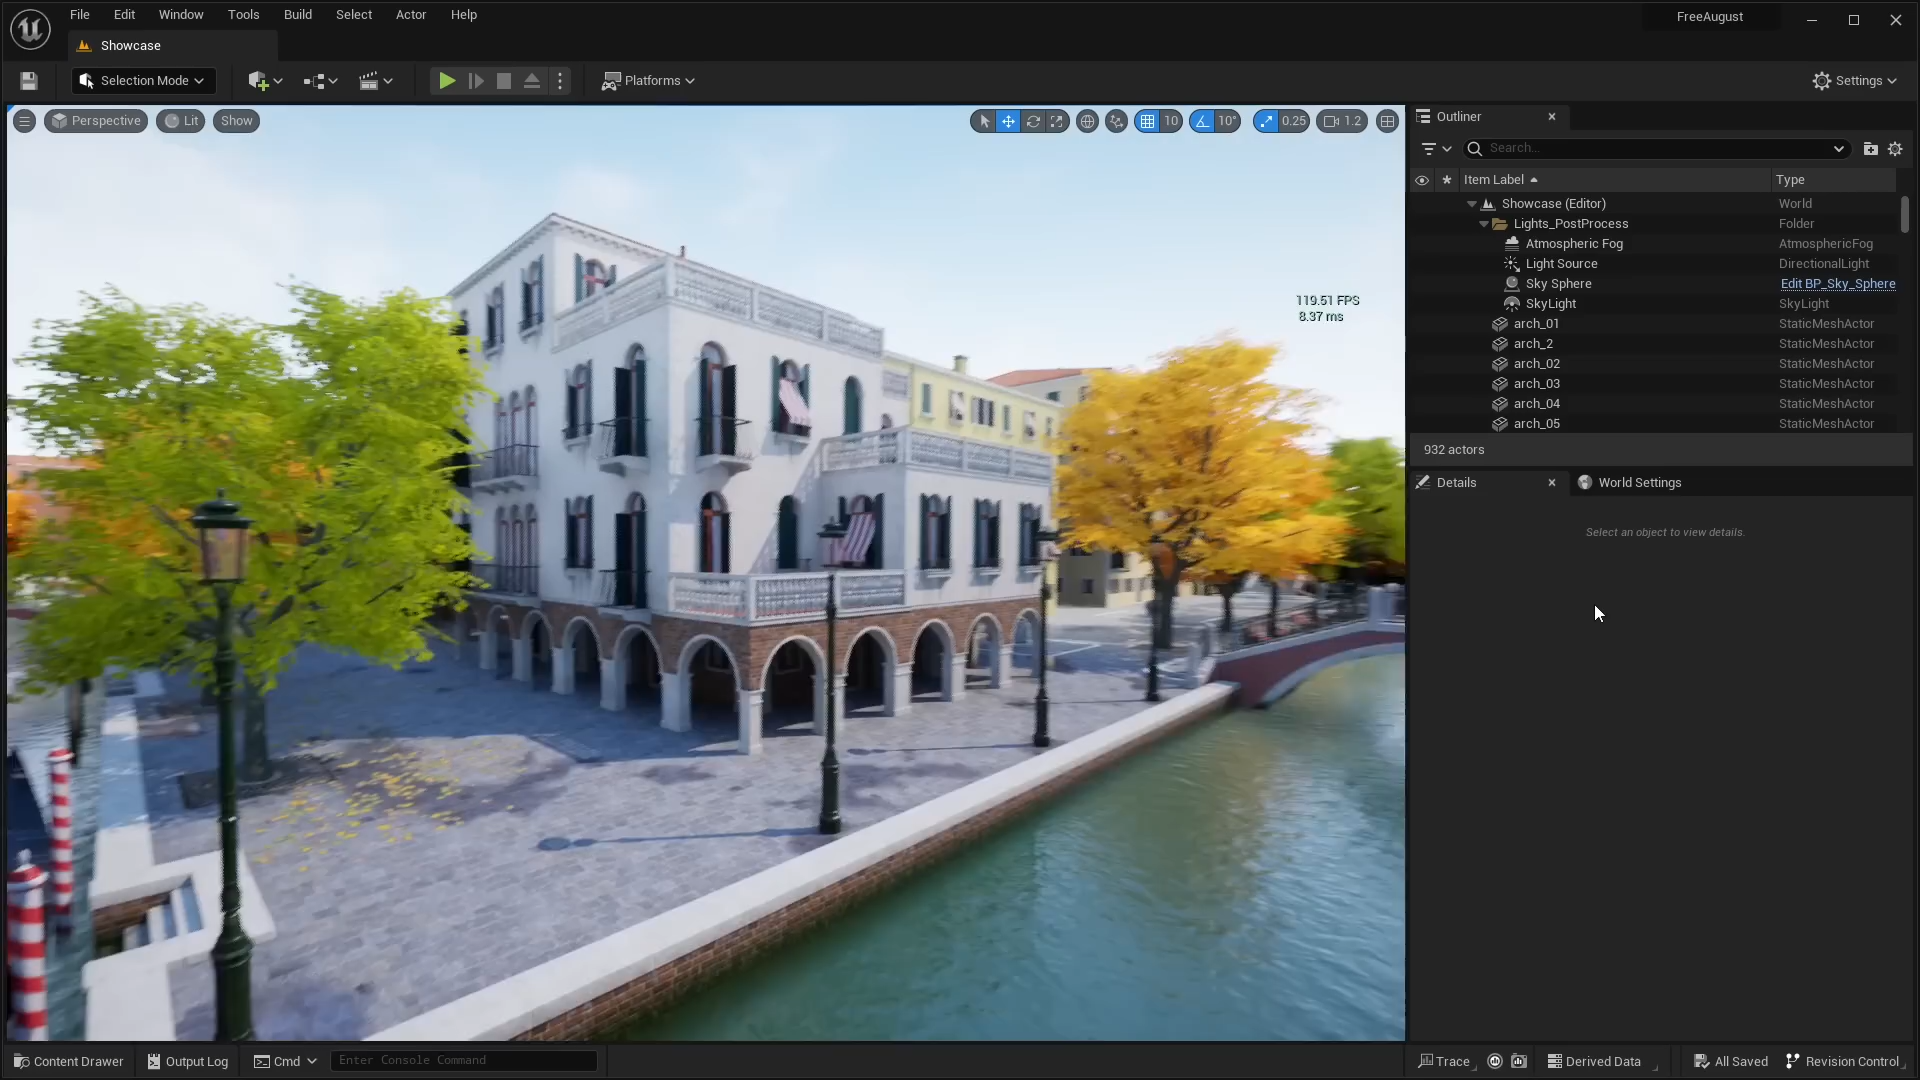 File Edit Window Tools Build Select Actor Help
FreeAugust
Showcase
Selection Mode
Platforms
Settings
Perspective
Lit
Show
10
10°
0.25
1.2
119.51 FPS
8.37 ms
Outliner
Search...
Item Label Type
Showcase (Editor) World
Lights_PostProcess Folder
Atmospheric Fog AtmosphericFog
Light Source DirectionalLight
Sky Sphere Edit BP_Sky_Sphere
SkyLight SkyLight
arch_01 StaticMeshActor
arch_2 StaticMeshActor
arch_02 StaticMeshActor
arch_03 StaticMeshActor
arch_04 StaticMeshActor
arch_05 StaticMeshActor
932 actors
Details
World Settings
Select an object to view details.
Content Drawer
Output Log
Cmd
Enter Console Command
Trace
Derived Data
All Saved
Revision Control